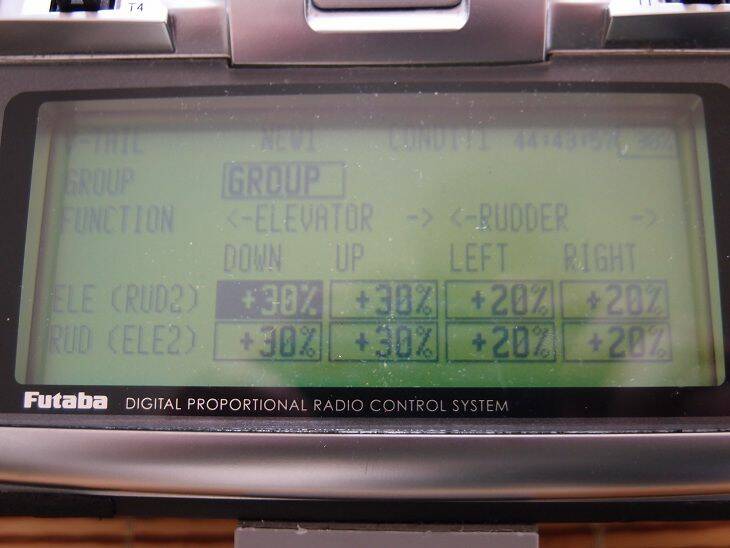 T4
V-TAIL NEW1 CONDIT1 44:43:57
GROUP GROUP
FUNCTION <-ELEVATOR -> <-RUDDER ->
DOWN UP LEFT RIGHT
ELE (RUD2) +30% +30% +20% +20%
RUD (ELE2) +30% +30% +20% +20%
Futaba DIGITAL PROPORTIONAL RADIO CONTROL SYSTEM